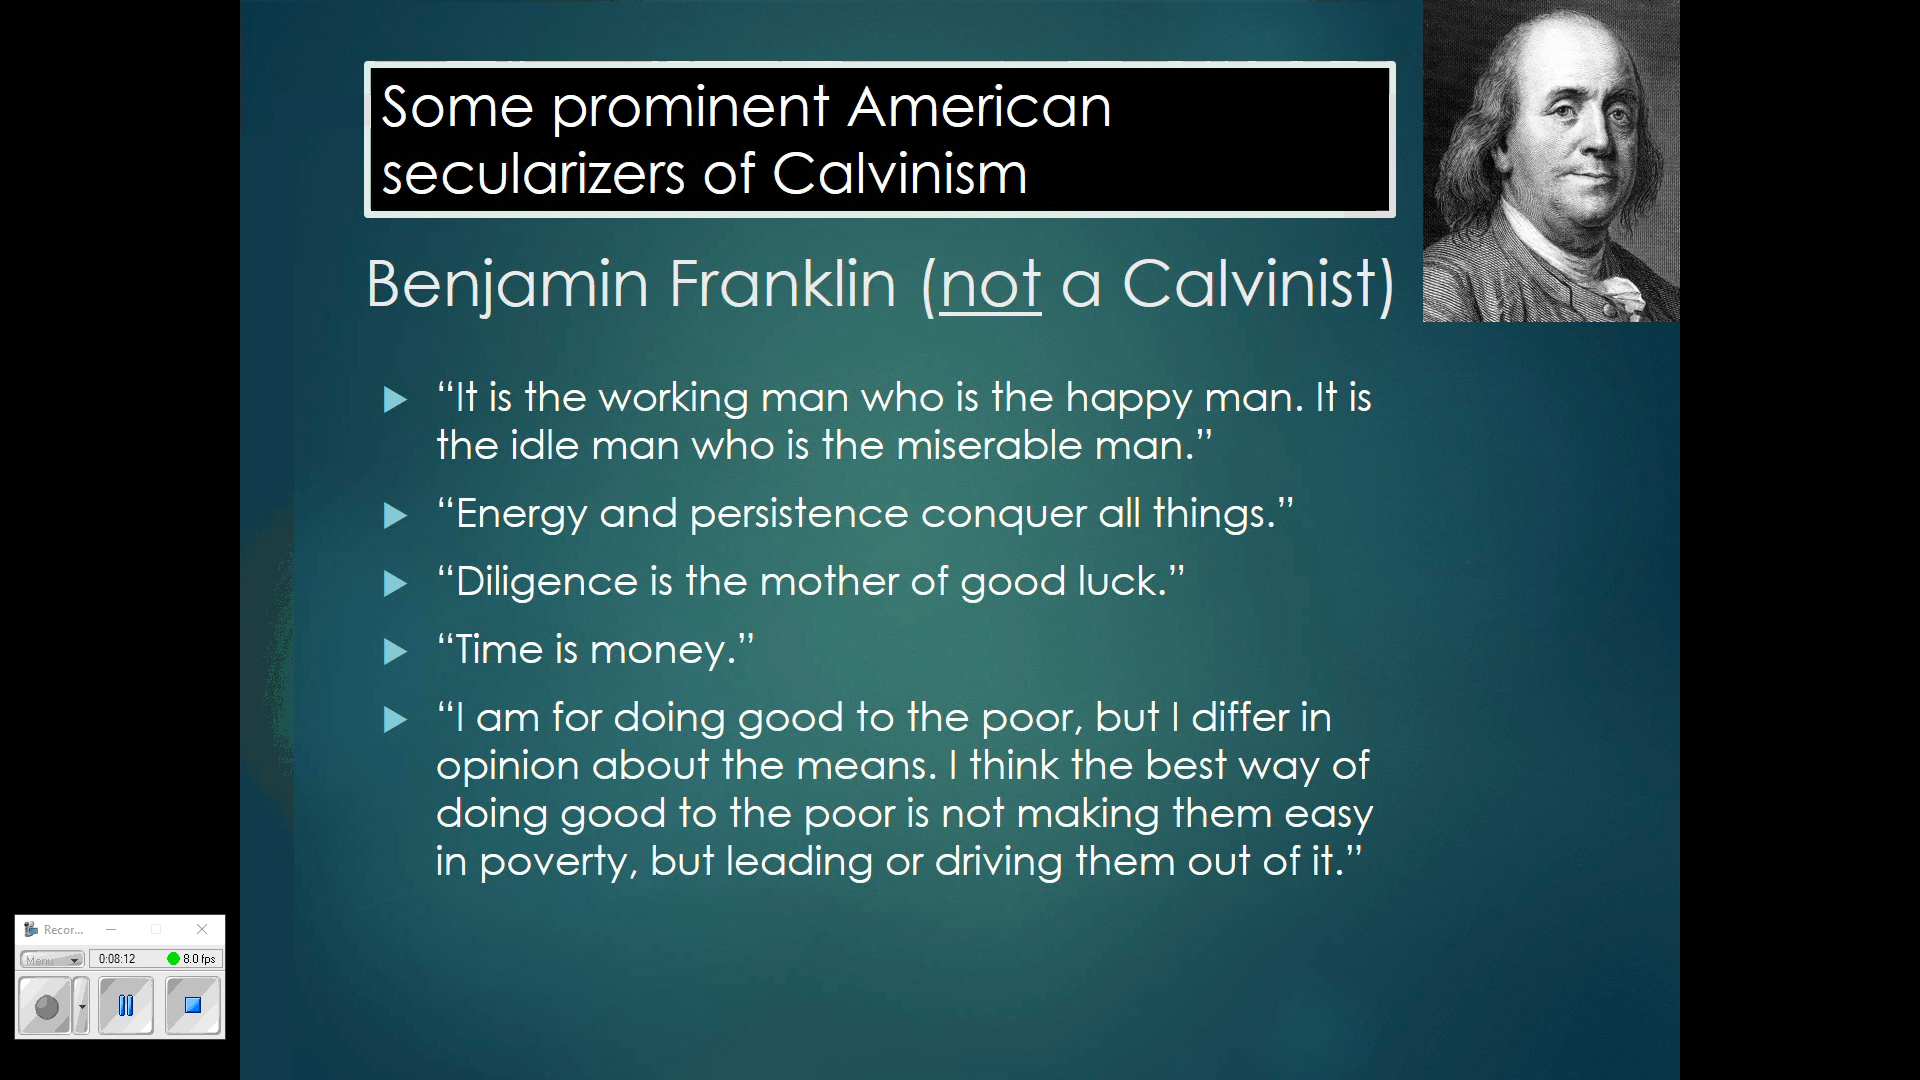 Some prominent American
secularizers of Calvinism
Benjamin Franklin (not a Calvinist)
“It is the working man who is the happy man. It is
the idle man who is the miserable man.”
“Energy and persistence conquer all things.”
“Diligence is the mother of good luck.”
“Time is money.”
“I am for doing good to the poor, but I differ in
opinion about the means. I think the best way of
doing good to the poor is not making them easy
in poverty, but leading or driving them out of it.”
Recor...
Menu 0:08:12 8.0 fps